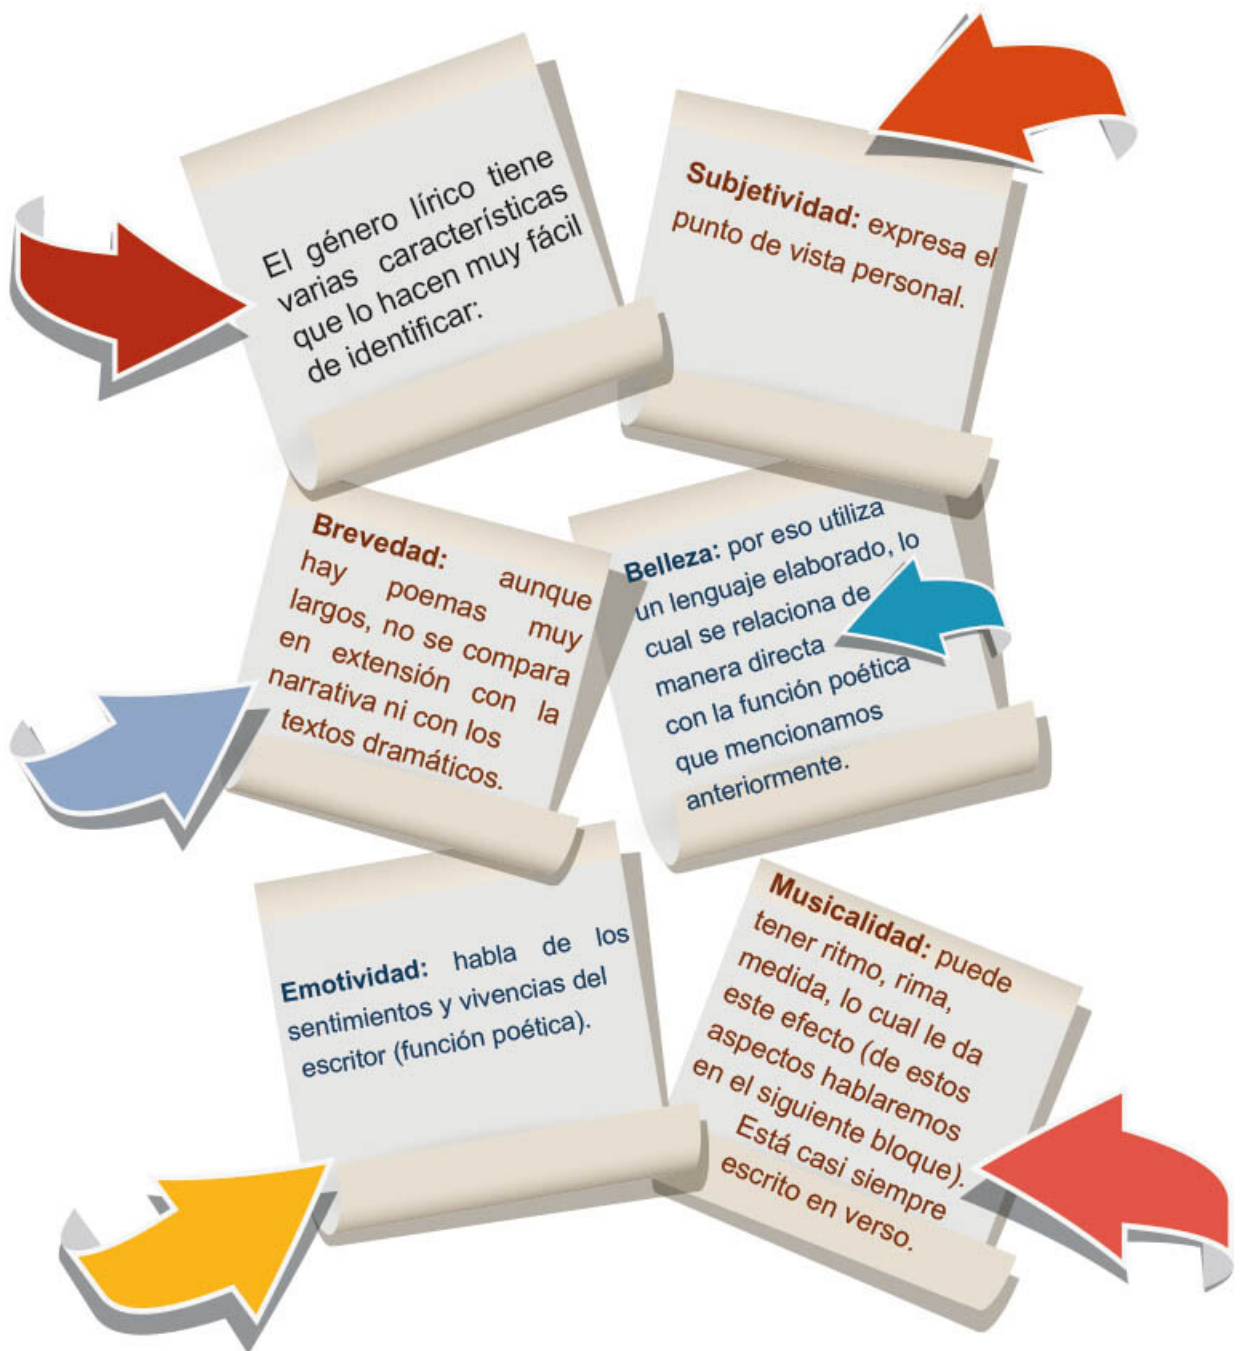 El género lírico tiene
varias características
que lo hacen muy fácil
de identificar:
Subjetividad: expresa el
punto de vista personal.
Brevedad: aunque
hay poemas muy
largos, no se compara
en extensión con la
narrativa ni con los
textos dramáticos.
Belleza: por eso utiliza
un lenguaje elaborado, lo
cual se relaciona de
manera directa
con la función poética
que mencionamos
anteriormente.
Emotividad: habla de los
sentimientos y vivencias del
escritor (función poética).
Musicalidad: puede
tener ritmo, rima,
medida, lo cual le da
este efecto (de estos
aspectos hablaremos
en el siguiente bloque).
Está casi siempre
escrito en verso.